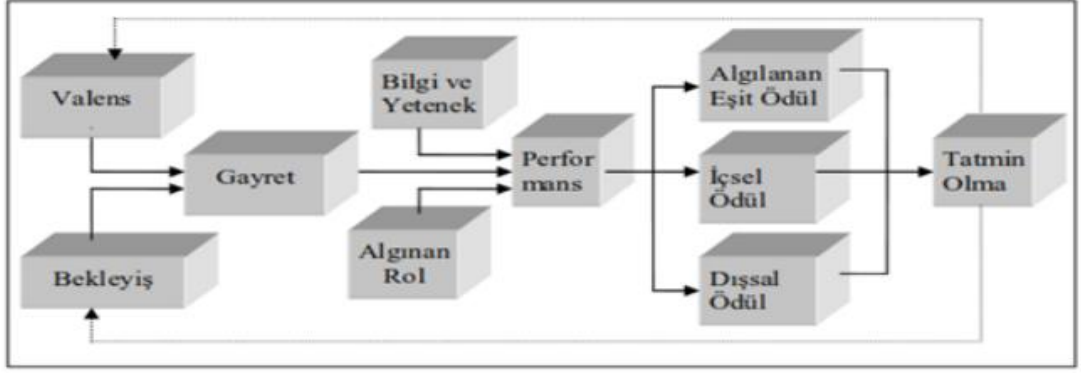 Valens
Bekleyiş
Gayret
Bilgi ve
Yetenek
Algınan
Rol
Perfor
mans
Algılanan
Eşit Ödül
İçsel
Ödül
Dışsal
Ödül
Tatmin
Olma